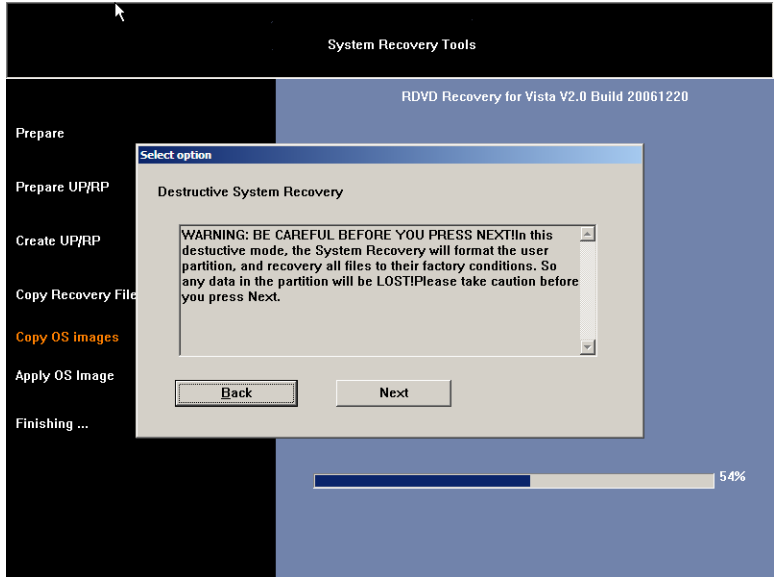 System Recovery Tools
RDVD Recovery for Vista V2.0 Build 20061220
Prepare
Prepare UP/RP
Create UP/RP
Copy Recovery File
Copy OS images
Apply OS Image
Finishing ...
Select option
Destructive System Recovery
WARNING: BE CAREFUL BEFORE YOU PRESS NEXT!In this
destuctive mode, the System Recovery will format the user
partition, and recovery all files to their factory conditions. So
any data in the partition will be LOST!Please take caution before
you press Next.
Back
Next
54%